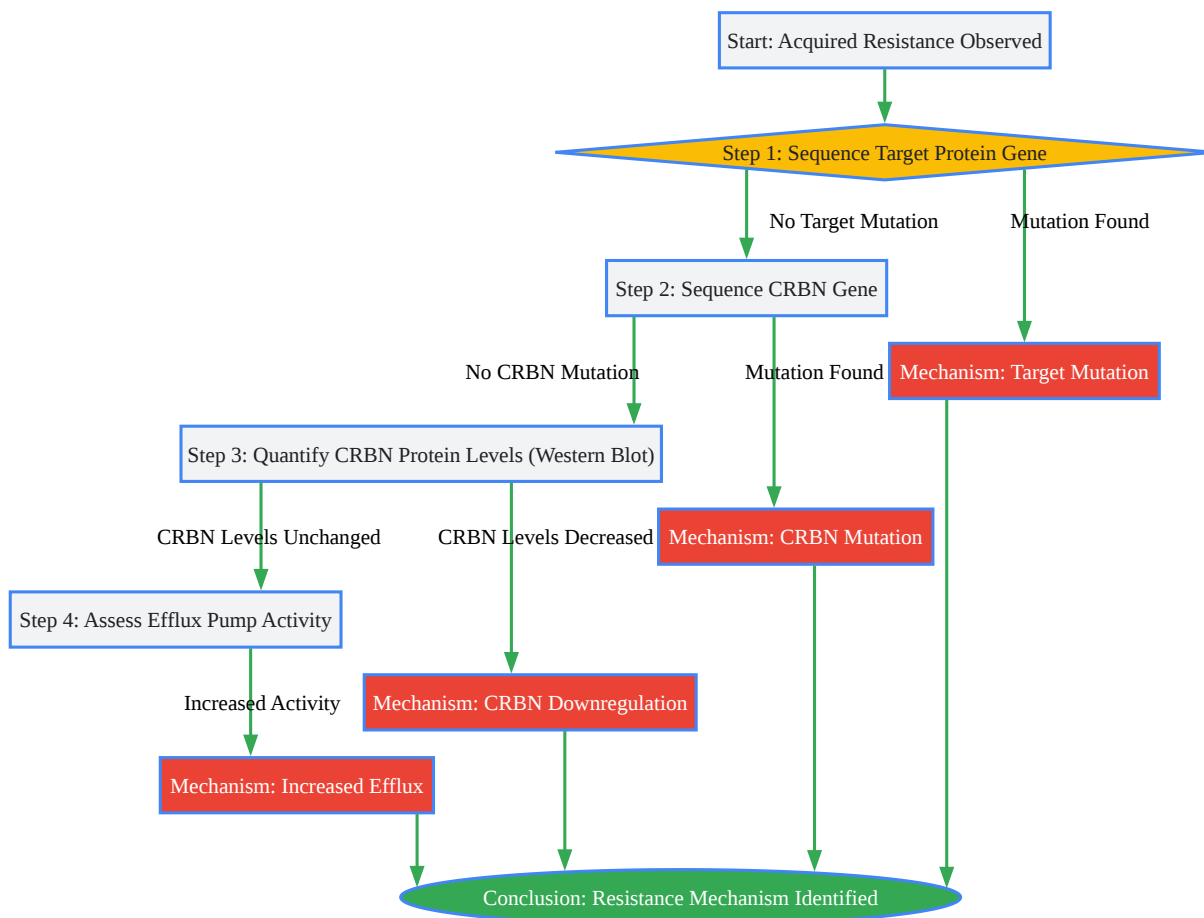 Start: Acquired Resistance Observed
Step 1: Sequence Target Protein Gene
No Target Mutation
Mutation Found
Step 2: Sequence CRBN Gene
No CRBN Mutation
Mutation Found
Mechanism: Target Mutation
Step 3: Quantify CRBN Protein Levels (Western Blot)
CRBN Levels Unchanged
CRBN Levels Decreased
Mechanism: CRBN Mutation
Step 4: Assess Efflux Pump Activity
Increased Activity
Mechanism: CRBN Downregulation
Mechanism: Increased Efflux
Conclusion: Resistance Mechanism Identified